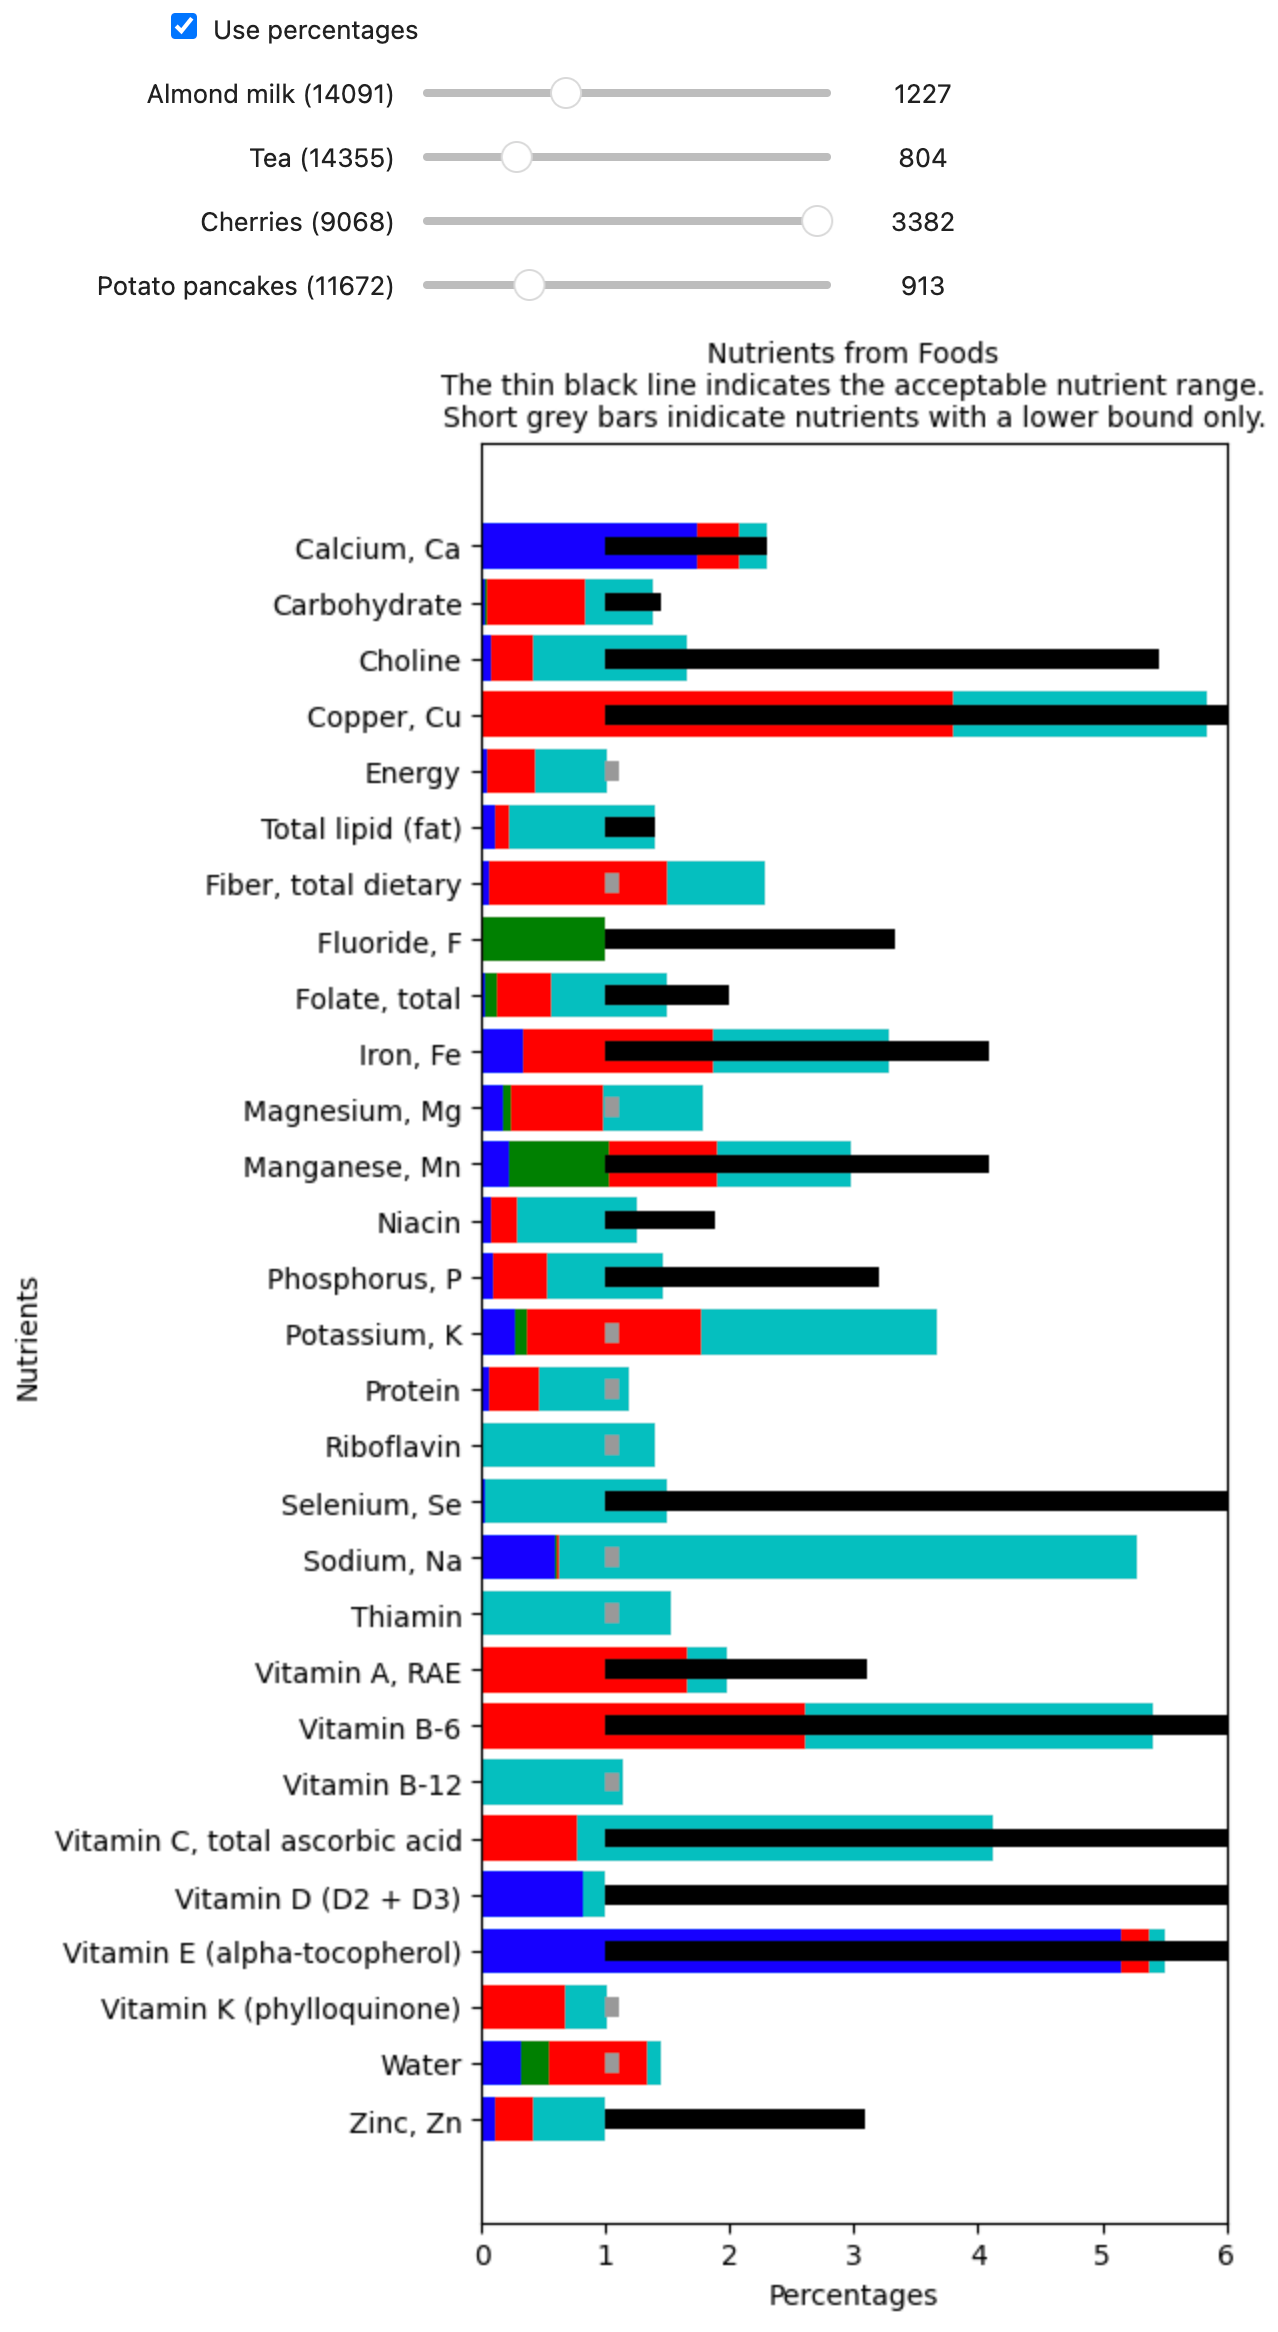 Use percentages
Almond milk (14091) 1227
Tea (14355) 804
Cherries (9068) 3382
Potato pancakes (11672) 913
Nutrients from Foods
The thin black line indicates the acceptable nutrient range.
Short grey bars inidicate nutrients with a lower bound only.
Calcium, Ca
Carbohydrate
Choline
Copper, Cu
Energy
Total lipid (fat)
Fiber, total dietary
Fluoride, F
Folate, total
Iron, Fe
Magnesium, Mg
Manganese, Mn
Niacin
Phosphorus, P
Potassium, K
Protein
Riboflavin
Selenium, Se
Sodium, Na
Thiamin
Vitamin A, RAE
Vitamin B-6
Vitamin B-12
Vitamin C, total ascorbic acid
Vitamin D (D2 + D3)
Vitamin E (alpha-tocopherol)
Vitamin K (phylloquinone)
Water
Zinc, Zn
Nutrients
0 1 2 3 4 5 6
Percentages